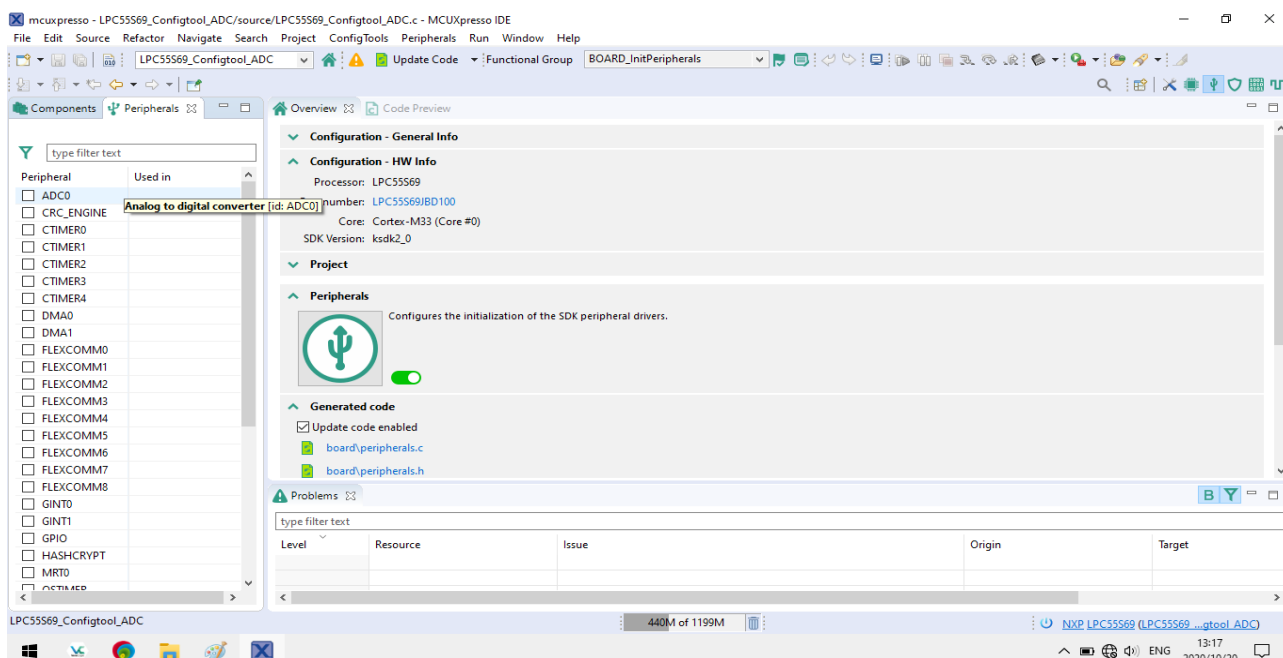 mcuxpresso - LPC55S69_Configtool_ADC/source/LPC55S69_Configtool_ADC.c - MCUXpresso IDE
File Edit Source Refactor Navigate Search Project ConfigTools Peripherals Run Window Help
LPC55S69_Configtool_ADC Update Code Functional Group BOARD_InitPeripherals
Components Peripherals
type filter text
Peripheral Used in
ADC0
Analog to digital converter [id: ADC0]
CRC_ENGINE
CTIMER0
CTIMER1
CTIMER2
CTIMER3
CTIMER4
DMA0
DMA1
FLEXCOMM0
FLEXCOMM1
FLEXCOMM2
FLEXCOMM3
FLEXCOMM4
FLEXCOMM5
FLEXCOMM6
FLEXCOMM7
FLEXCOMM8
GINT0
GINT1
GPIO
HASHCRYPT
MRT0
Overview Code Preview
Configuration - General Info
Configuration - HW Info
Processor: LPC55S69
number: LPC55S69JBD100
Core: Cortex-M33 (Core #0)
SDK Version: ksdk2_0
Project
Peripherals
Configures the initialization of the SDK peripheral drivers.
Generated code
Update code enabled
board\peripherals.c
board\peripherals.h
Problems
B
type filter text
Level Resource Issue Origin Target
LPC55S69_Configtool_ADC 440M of 1199M NXP LPC55S69 (LPC55S69 ...gtool ADC)
ENG 13:17